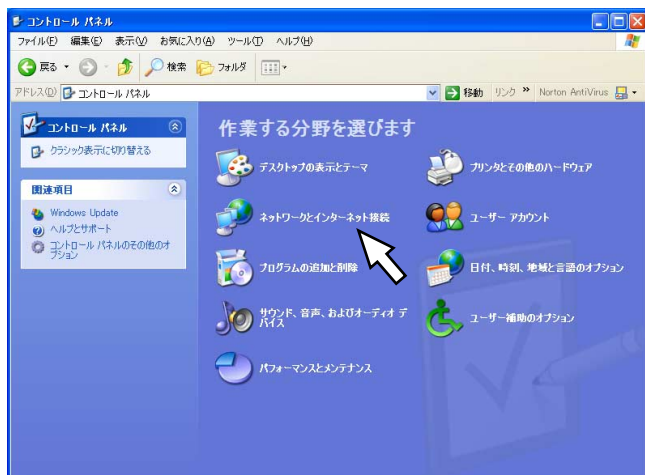 コントロール パネル
ファイル(F) 編集(E) 表示(V) お気に入り(A) ツール(T) ヘルプ(H)
戻る 検索 フォルダ
アドレス(D) コントロール パネル 移動 リンク » Norton AntiVirus
コントロール パネル
クラシック表示に切り替える
関連項目
Windows Update
ヘルプとサポート
コントロール パネルのその他のオ
プション
作業する分野を選びます
デスクトップの表示とテーマ
プリンタとその他のハードウェア
ネットワークとインターネット接続
ユーザー アカウント
プログラムの追加と削除
日付、時刻、地域と言語のオプション
サウンド、音声、およびオーディオ デ
バイス
ユーザー補助のオプション
パフォーマンスとメンテナンス